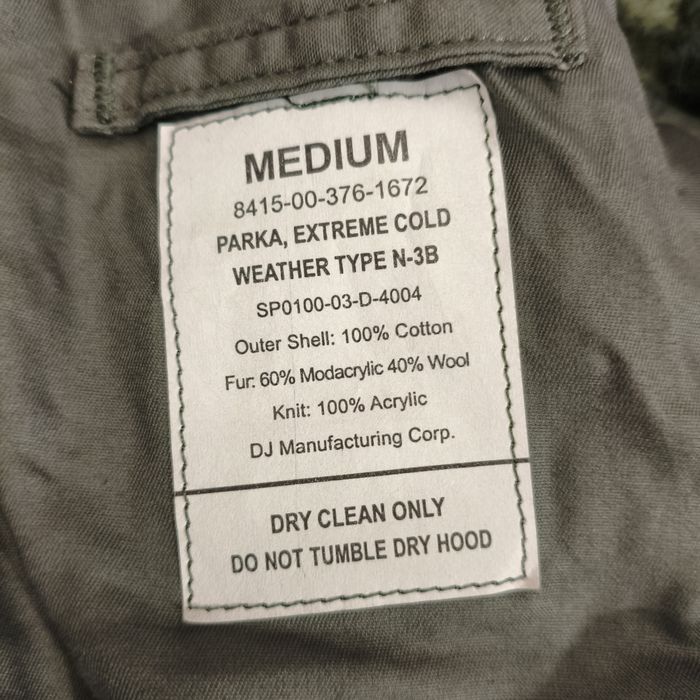 MEDIUM
8415-00-376-1672
PARKA, EXTREME COLD
WEATHER TYPE N-3B
SP0100-03-D-4004
Outer Shell: 100% Cotton
Fur: 60% Modacrylic 40% Wool
Knit: 100% Acrylic
DJ Manufacturing Corp.
DRY CLEAN ONLY
DO NOT TUMBLE DRY HOOD